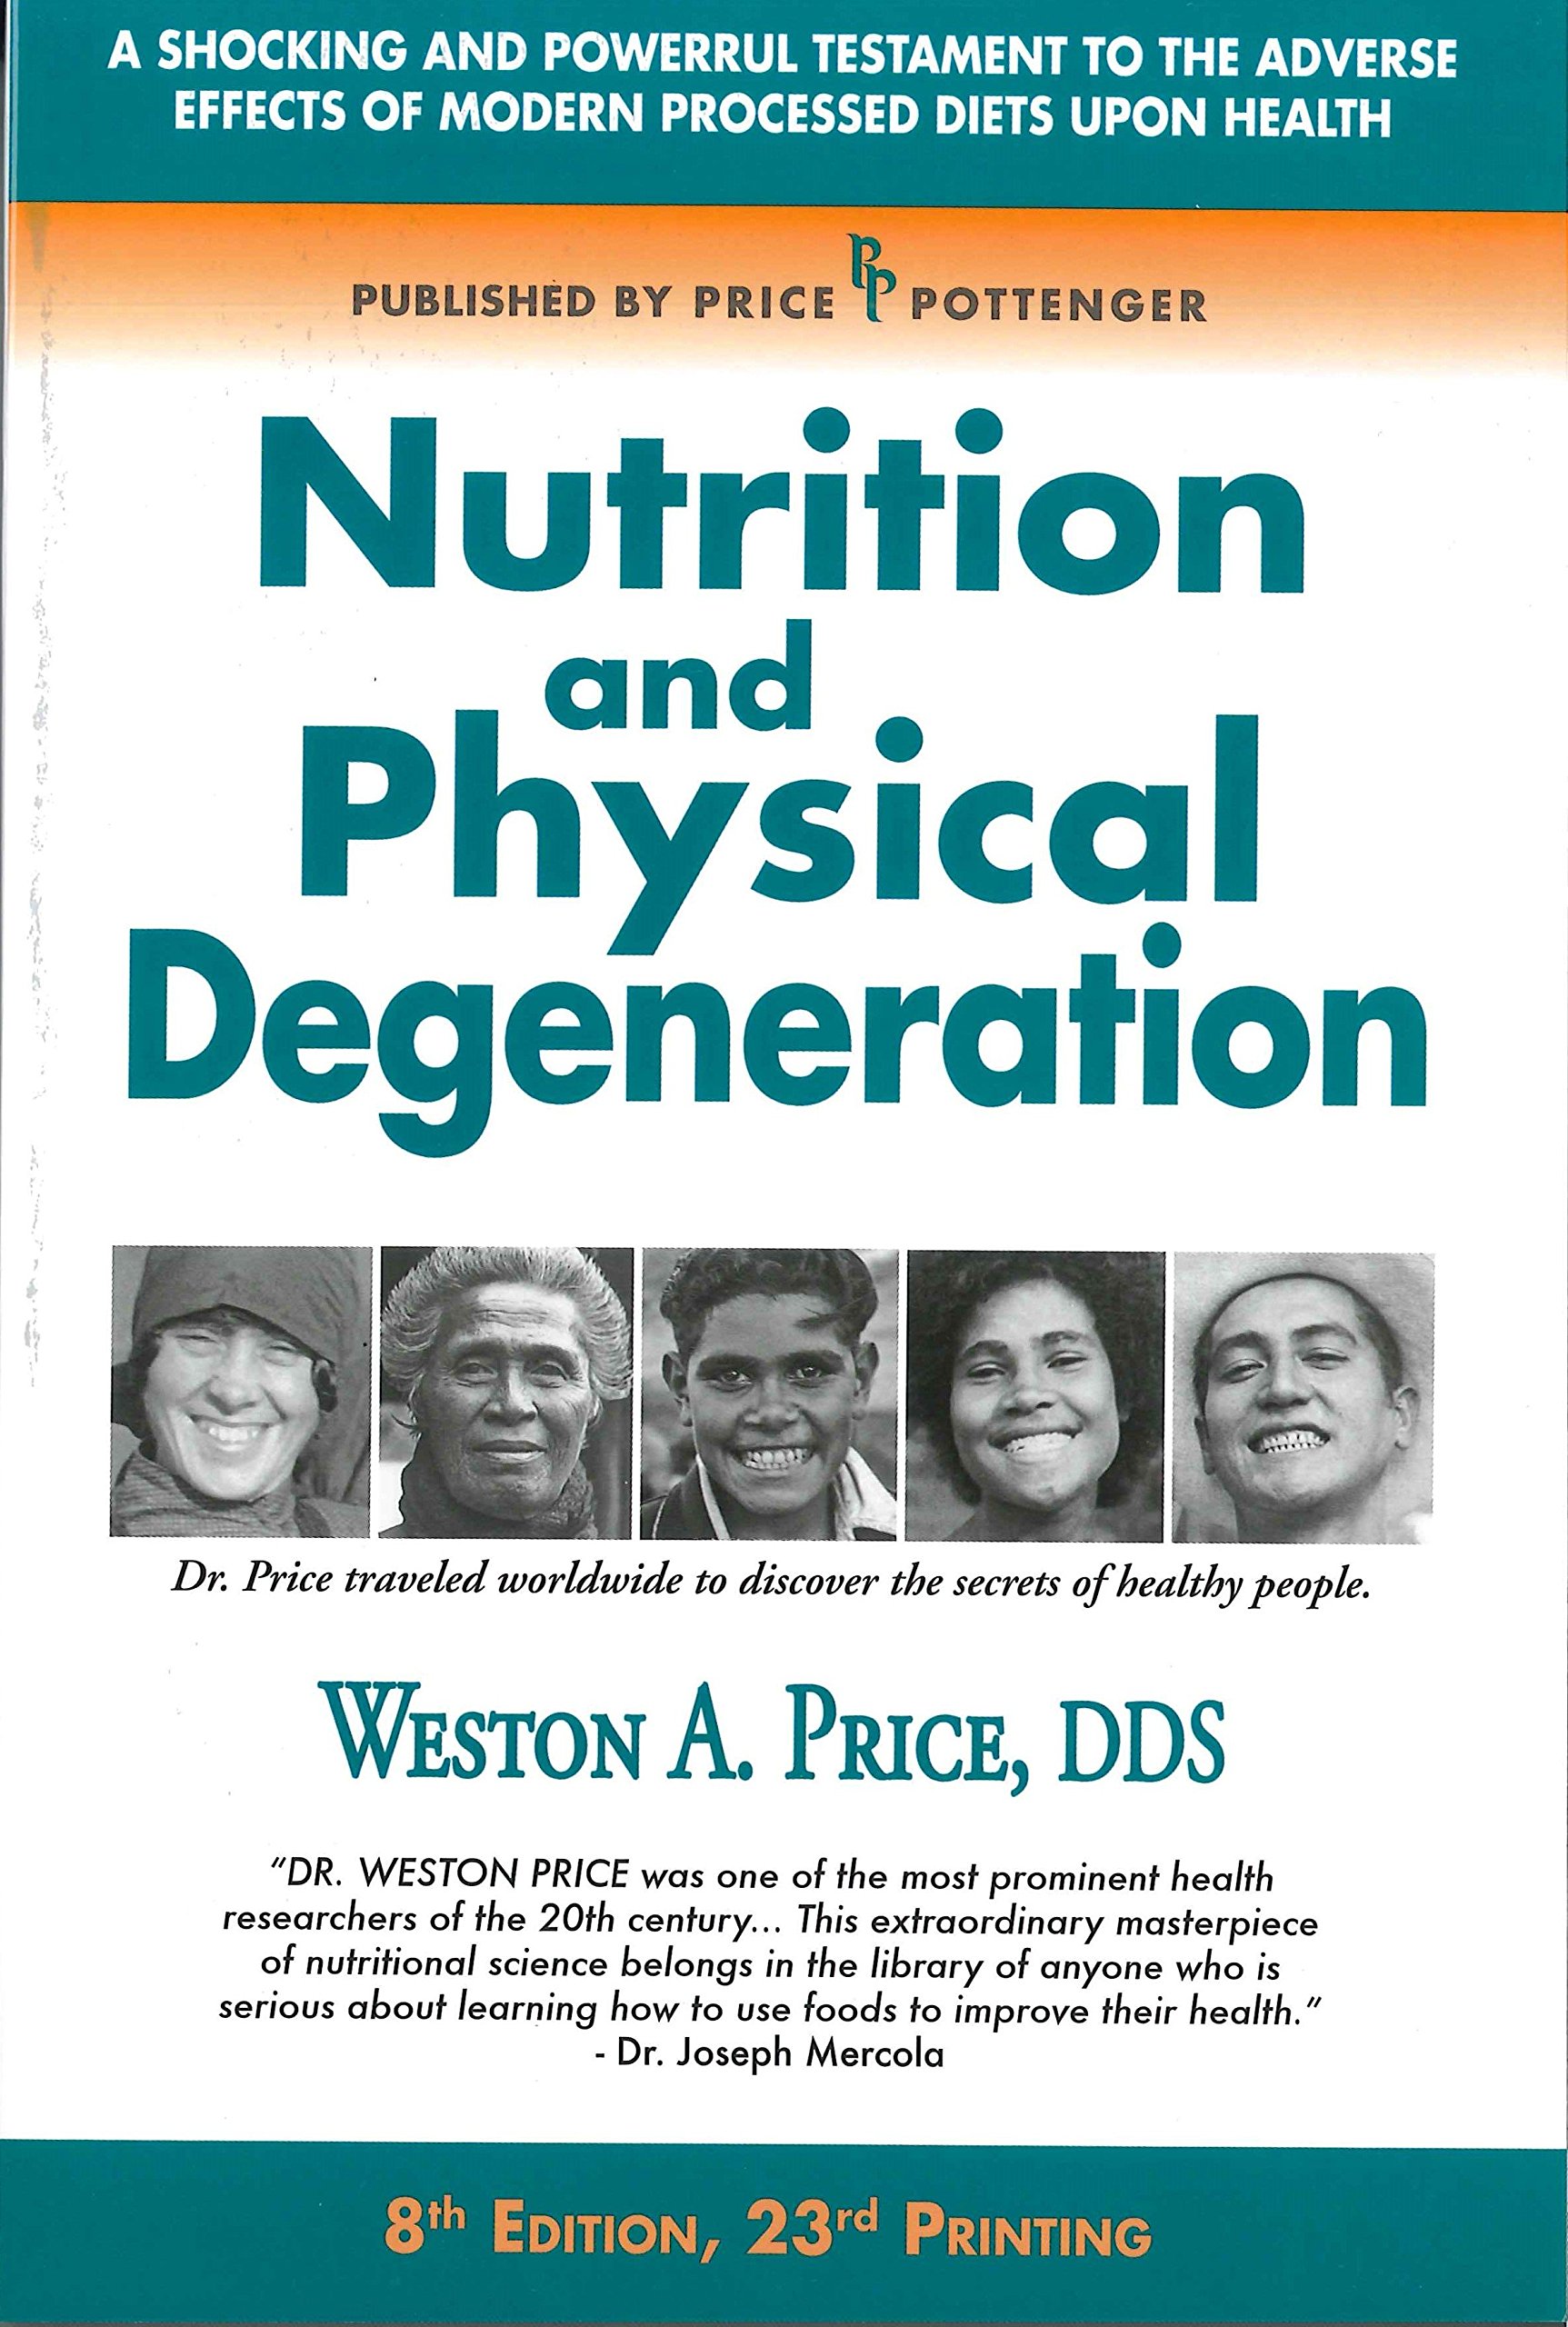 A SHOCKING AND POWERRUL TESTAMENT TO THE ADVERSE
EFFECTS OF MODERN PROCESSED DIETS UPON HEALTH
PUBLISHED BY PRICE PP POTTENGER
Nutrition
and
Physical
Degeneration
Dr. Price traveled worldwide to discover the secrets of healthy people.
WESTON A. PRICE, DDS
“DR. WESTON PRICE was one of the most prominent health
researchers of the 20th century... This extraordinary masterpiece
of nutritional science belongs in the library of anyone who is
serious about learning how to use foods to improve their health.”
- Dr. Joseph Mercola
8th EDITION, 23rd PRINTING